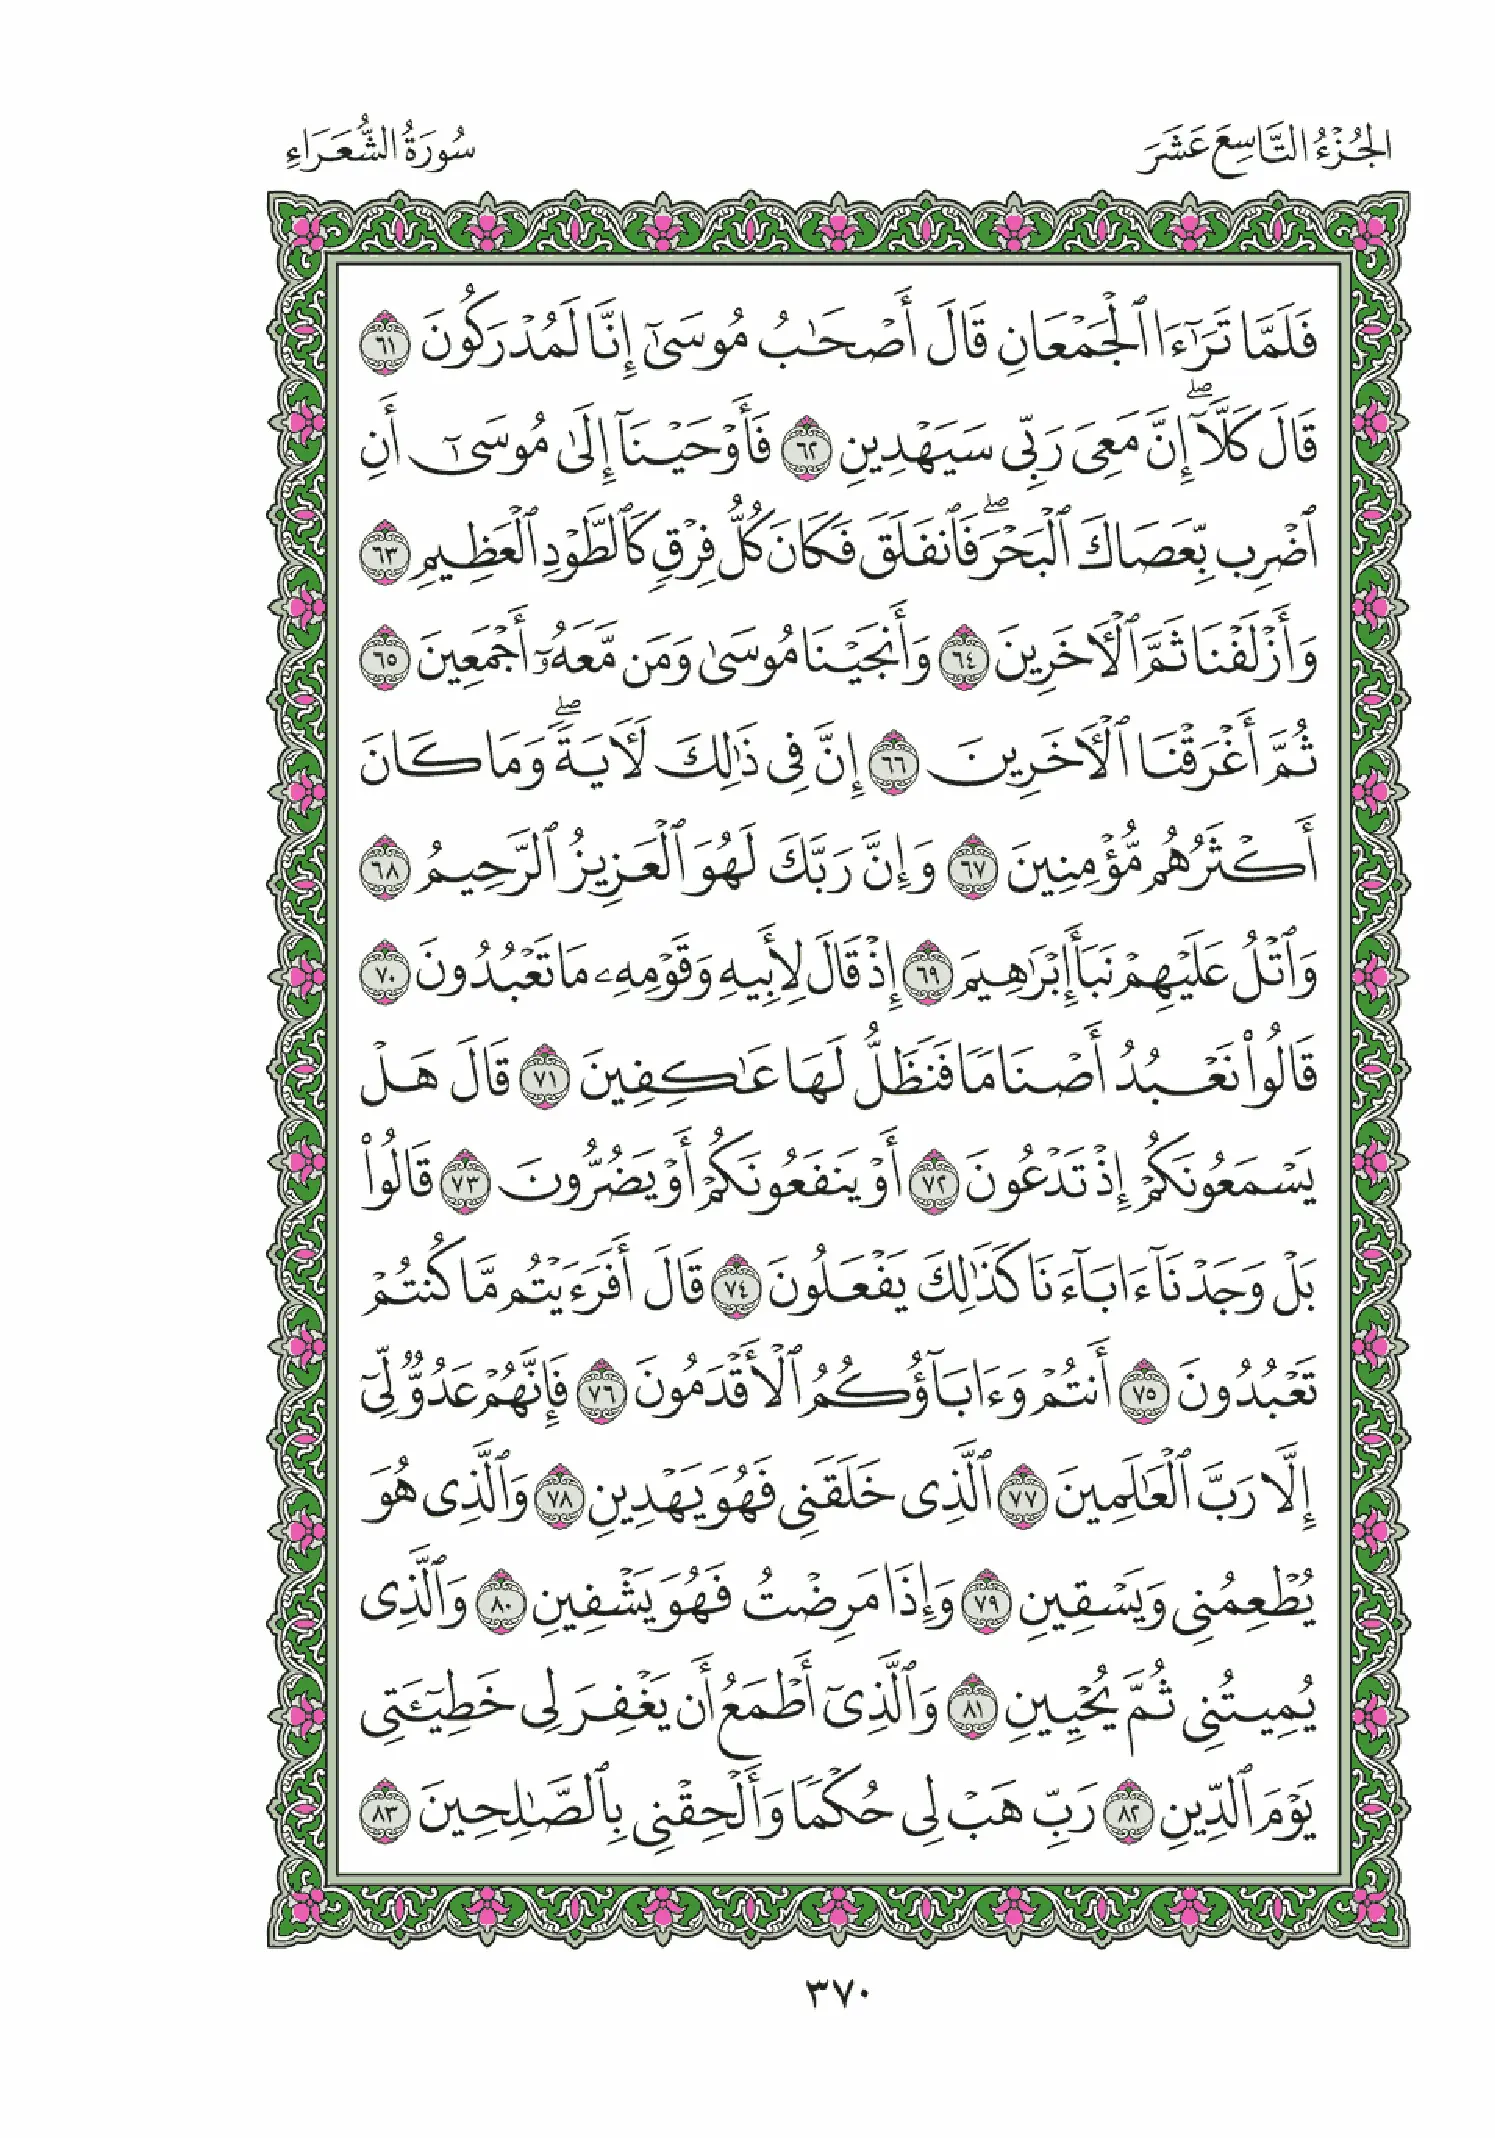 الجُزْءُ التَّاسِعَ عَشَرَ
سُورَةُ الشُّعَرَاءِ
فَلَمَّا تَرَٰٓءَا ٱلْجَمْعَانِ قَالَ أَصْحَٰبُ مُوسَىٰٓ إِنَّا لَمُدْرَكُونَ ٦١
قَالَ كَلَّآۖ إِنَّ مَعِىَ رَبِّى سَيَهْدِينِ ٦٢ فَأَوْحَيْنَآ إِلَىٰ مُوسَىٰٓ أَنِ
ٱضْرِب بِّعَصَاكَ ٱلْبَحْرَۖ فَٱنفَلَقَ فَكَانَ كُلُّ فِرْقٍ كَٱلطَّوْدِ ٱلْعَظِيمِ ٦٣
وَأَزْلَفْنَا ثَمَّ ٱلْءَاخَرِينَ ٦٤ وَأَنجَيْنَا مُوسَىٰ وَمَن مَّعَهُۥٓ أَجْمَعِينَ ٦٥
ثُمَّ أَغْرَقْنَا ٱلْءَاخَرِينَ ٦٦ إِنَّ فِى ذَٰلِكَ لَءَايَةًۖ وَمَا كَانَ
أَكْثَرُهُم مُّؤْمِنِينَ ٦٧ وَإِنَّ رَبَّكَ لَهُوَ ٱلْعَزِيزُ ٱلرَّحِيمُ ٦٨
وَٱتْلُ عَلَيْهِمْ نَبَأَ إِبْرَٰهِيمَ ٦٩ إِذْ قَالَ لِأَبِيهِ وَقَوْمِهِۦ مَا تَعْبُدُونَ ٧٠
قَالُوا۟ نَعْبُدُ أَصْنَامًا فَنَظَلُّ لَهَا عَٰكِفِينَ ٧١ قَالَ هَلْ
يَسْمَعُونَكُمْ إِذْ تَدْعُونَ ٧٢ أَوْ يَنفَعُونَكُمْ أَوْ يَضُرُّونَ ٧٣ قَالُوا۟
بَلْ وَجَدْنَآ ءَابَآءَنَا كَذَٰلِكَ يَفْعَلُونَ ٧٤ قَالَ أَفَرَءَيْتُم مَّا كُنتُمْ
تَعْبُدُونَ ٧٥ أَنتُمْ وَءَابَآؤُكُمُ ٱلْأَقْدَمُونَ ٧٦ فَإِنَّهُمْ عَدُوٌّ لِّىٓ
إِلَّا رَبَّ ٱلْعَٰلَمِينَ ٧٧ ٱلَّذِى خَلَقَنِى فَهُوَ يَهْدِينِ ٧٨ وَٱلَّذِى هُوَ
يُطْعِمُنِى وَيَسْقِينِ ٧٩ وَإِذَا مَرِضْتُ فَهُوَ يَشْفِينِ ٨٠ وَٱلَّذِى
يُمِيتُنِى ثُمَّ يُحْيِينِ ٨١ وَٱلَّذِىٓ أَطْمَعُ أَن يَغْفِرَ لِى خَطِيٓـَٔتِى
يَوْمَ ٱلدِّينِ ٨٢ رَبِّ هَبْ لِى حُكْمًا وَأَلْحِقْنِى بِٱلصَّٰلِحِينَ ٨٣
٣٧٠